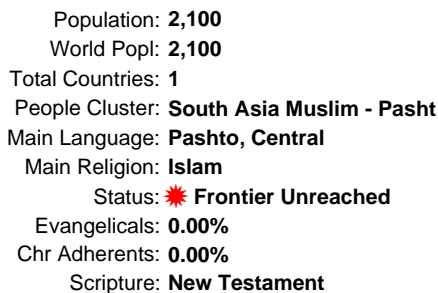 Population: 2,100
World Popl: 2,100
Total Countries: 1
People Cluster: South Asia Muslim - Pasht
Main Language: Pashto, Central
Main Religion: Islam
Status: Frontier Unreached
Evangelicals: 0.00%
Chr Adherents: 0.00%
Scripture: New Testament